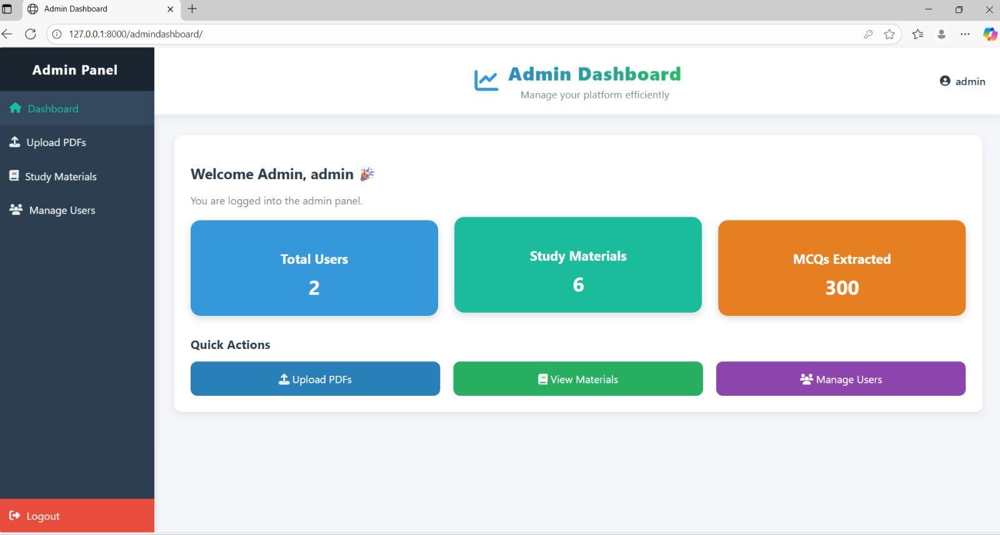 Admin Dashboard
127.0.0.1:8000/admindashboard/
Admin Panel
Dashboard
Upload PDFs
Study Materials
Manage Users
Logout
Admin Dashboard
Manage your platform efficiently
admin
Welcome Admin, admin 🎉
You are logged into the admin panel.
Total Users
2
Study Materials
6
MCQs Extracted
300
Quick Actions
Upload PDFs
View Materials
Manage Users